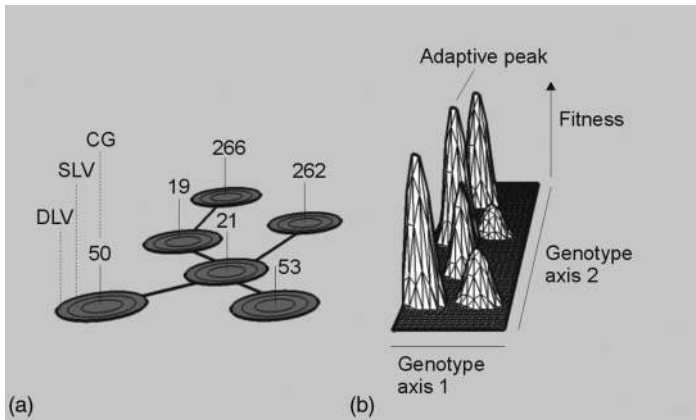 CG
SLV
DLV
50
19
266
21
262
53
(a)
Adaptive peak
Fitness
Genotype
axis 2
Genotype
axis 1
(b)